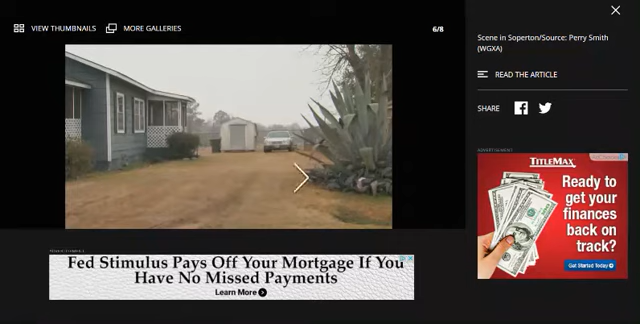 VIEW THUMBNAILS
MORE GALLERIES
6/8
Scene in Soperton/Source: Perry Smith
(WGXA)
READ THE ARTICLE
SHARE
ADVERTISEMENT
TITLEMAX
Ready to
get your
finances
back on
track?
Get Started Today
Fed Stimulus Pays Off Your Mortgage If You
Have No Missed Payments
Learn More